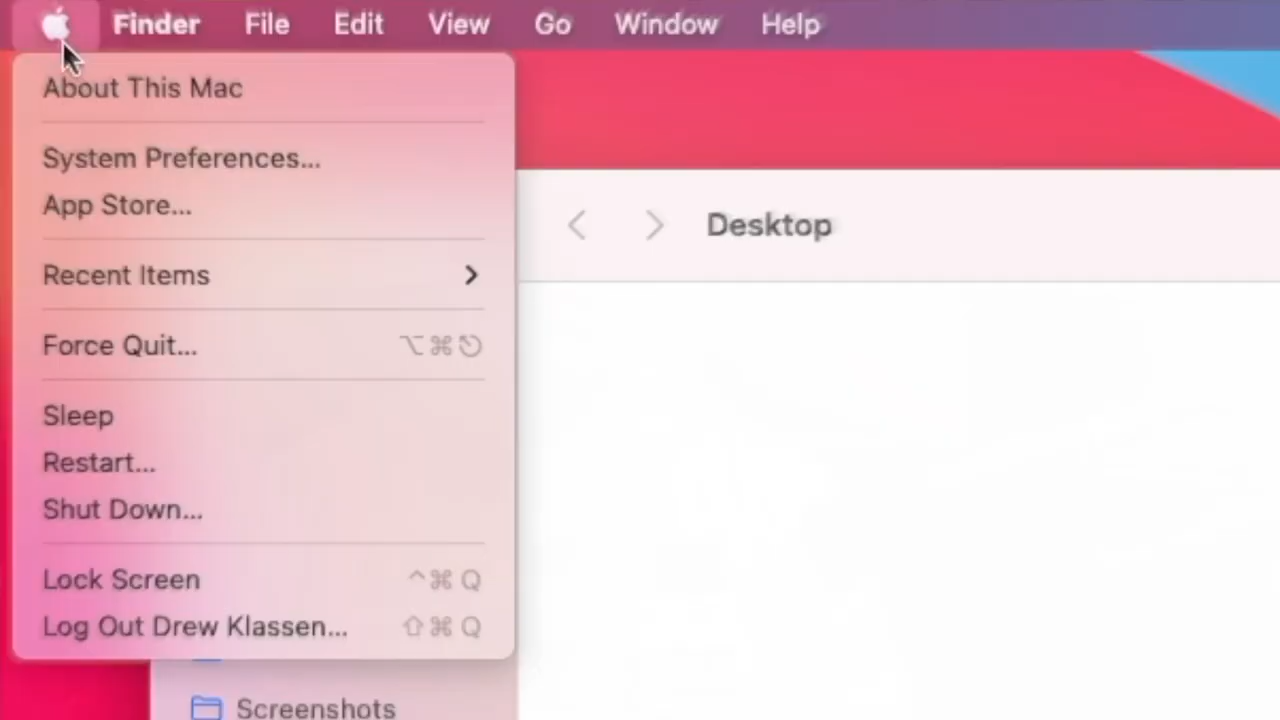 Finder File Edit View Go Window Help
About This Mac
System Preferences...
App Store...
Desktop
Recent Items
Force Quit... ⌥⌘⎋
Sleep
Restart...
Shut Down...
Lock Screen ^⌘Q
Log Out Drew Klassen... ⇧⌘Q
Screenshots